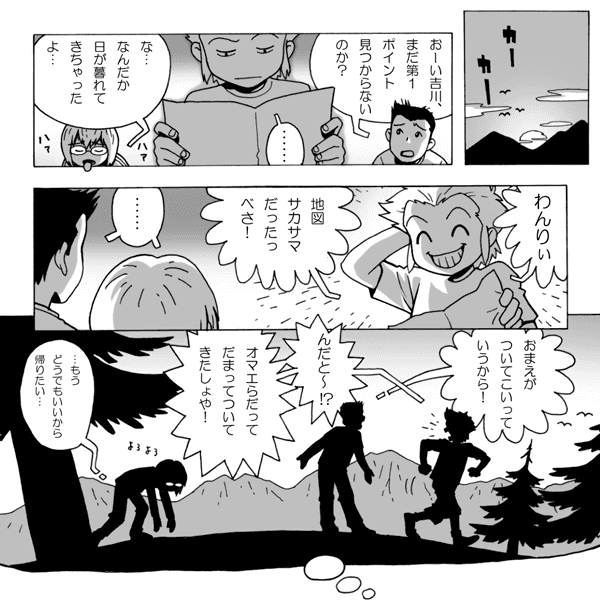 カー
カー
おーい吉川、
まだ第1
ポイント
見つからない
のか?
……
な…
なんだか
日が暮れて
きちゃった
よ…
ハァ
ハァ
わんりぃ
地図
サカサマ
だったっ
べさ!
……
おまえが
ついてこいって
いうから!
んだと〜!?
オマエらだって
だまってついて
きたしょや!
よろよろ
…もう
どうでもいいから
帰りたい…